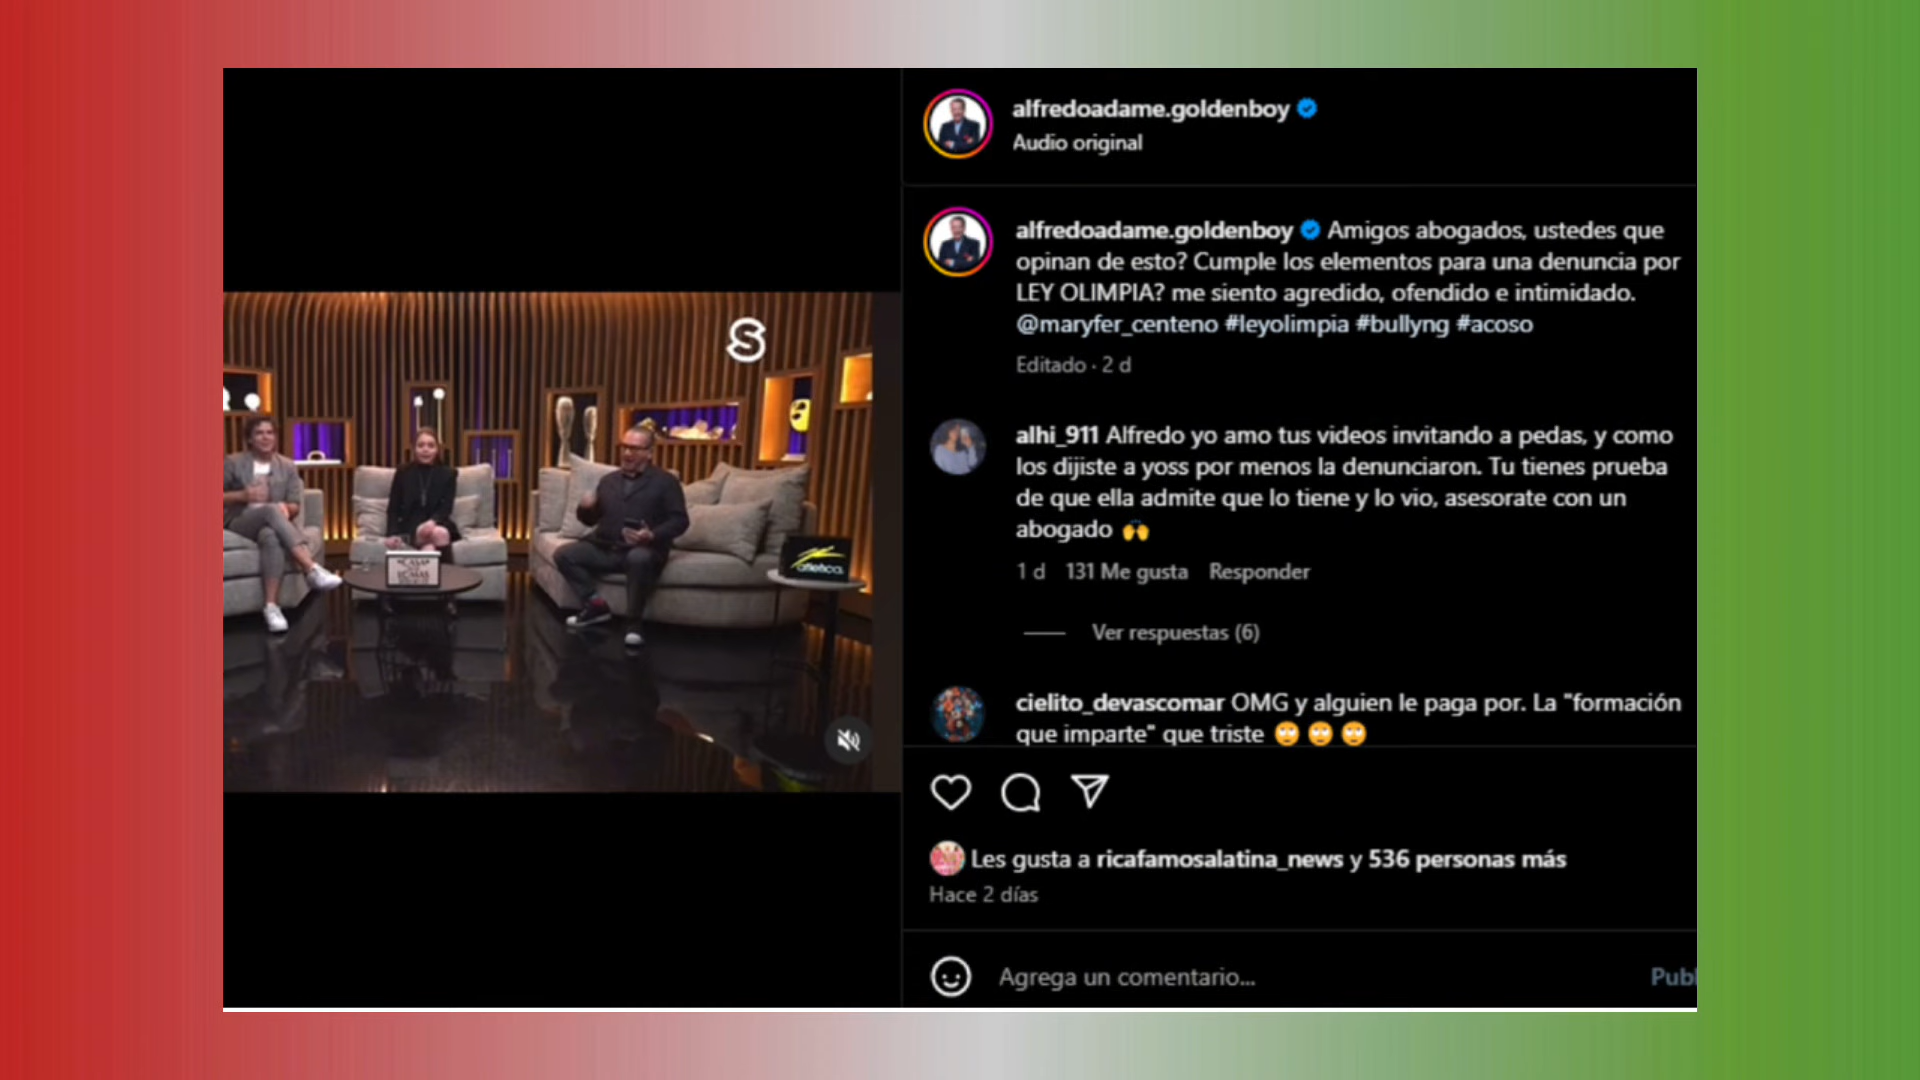 S
"CASA"
DE
LOCAS
atletica.
alfredoadame.goldenboy
Audio original
alfredoadame.goldenboy Amigos abogados, ustedes que
opinan de esto? Cumple los elementos para una denuncia por
LEY OLIMPIA? me siento agredido, ofendido e intimidado.
@maryfer_centeno #leyolimpia #bullyng #acoso
Editado · 2 d
alhi_911 Alfredo yo amo tus videos invitando a pedas, y como
los dijiste a yoss por menos la denunciaron. Tu tienes prueba
de que ella admite que lo tiene y lo vio, asesorate con un
abogado 🙌
1 d 131 Me gusta Responder
Ver respuestas (6)
cielito_devascomar OMG y alguien le paga por. La "formación
que imparte" que triste 🙄 🙄 🙄
Les gusta a ricafamosalatina_news y 536 personas más
Hace 2 días
Agrega un comentario...
Publ